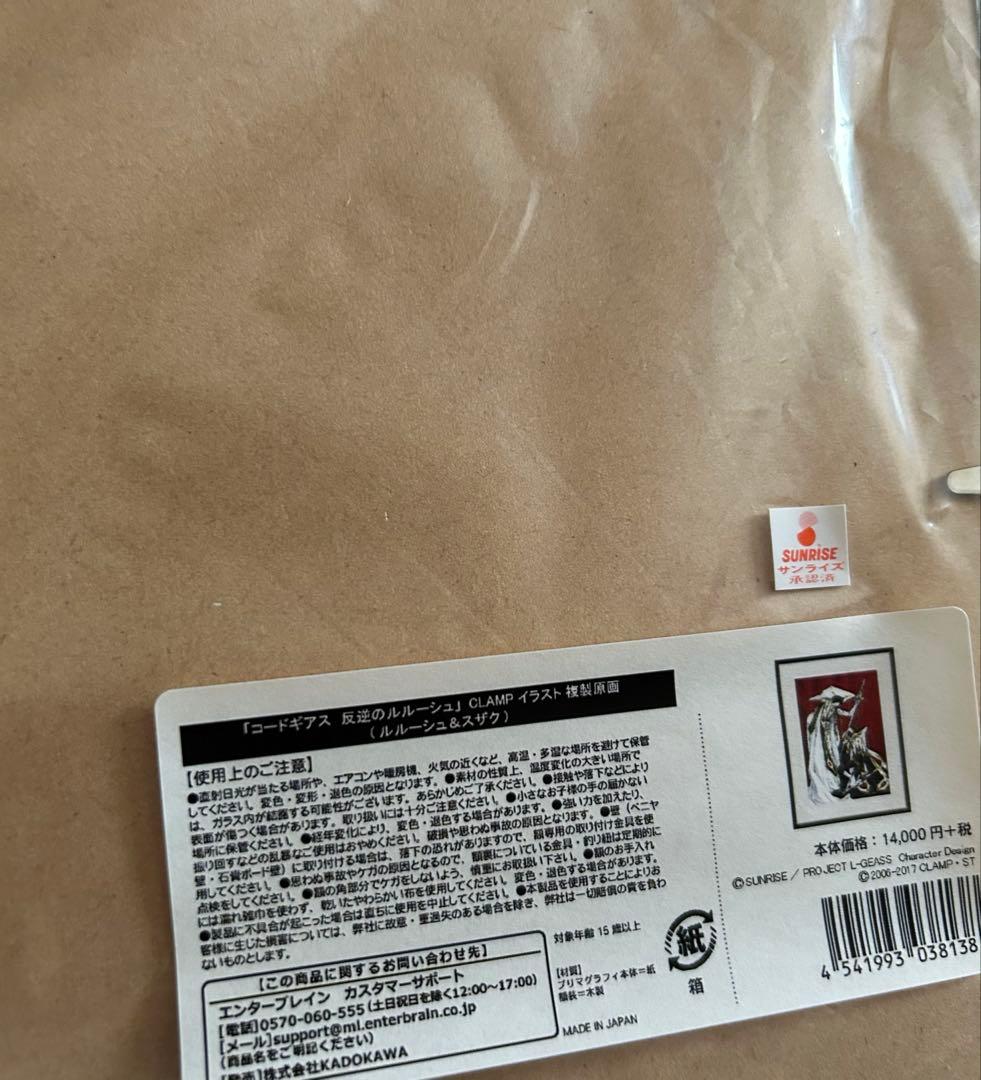 SUNRISE
サンライズ
承認済
『コードギアス 反逆のルルーシュ』CLAMP イラスト 複製原画
(ルルーシュ&スザク)
【使用上のご注意】
●直射日光が当たる場所や、エアコンや暖房機、火気の近くなど、高温・多湿な場所を避けて保管
してください。変色・変形・退色の原因となります。●素材の性質上、温度変化の大きい場所で
は、ガラス内が結露する可能性がございます。あらかじめご了承ください。●接触や落下などにより
表面が傷つく場合があります。取り扱いには十分ご注意ください。●小さなお子様の手の届かない
場所に保管ください。●経年変化により、変色・退色する場合があります。●強い力を加えたり、
振り回すなどの乱暴なご使用はおやめください。破損や思わぬ事故の原因となります。●壁(ベニヤ
壁・石膏ボード壁)に取り付ける場合は、落下の恐れがありますので、額専用の取り付け金具を使
用してください。●思わぬ事故やケガの原因となるので、額裏についている金具・釣り紐は定期的に
点検をしてください。●額の角部分でケガをしないよう、慎重にお取扱い下さい。●額のお手入れ
には濡れ雑巾を使わず、乾いたやわらかい布を使用してください。変色・退色する場合があります。
●製品に不具合が起こった場合は直ちに使用を中止してください。●本製品を使用することによりお
客様に生じた損害については、弊社に故意・重過失のある場合を除き、弊社は一切賠償の責を負わ
ないものとします。
【この商品に関するお問い合わせ先】
エンターブレイン カスタマーサポート
【電話】0570-060-555(土日祝日を除く12:00〜17:00)
【メール】support@ml.enterbrain.co.jp
(商品名をご明記ください)
【発売】株式会社KADOKAWA
対象年齢 15 歳以上
【材質】
プリマグラフィ本体=紙
額装=木製
MADE IN JAPAN
紙
箱
本体価格:14,000 円+税
©SUNRISE / PROJECT L-GEASS Character Design
©2006-2017 CLAMP・ST
4 541993 038138